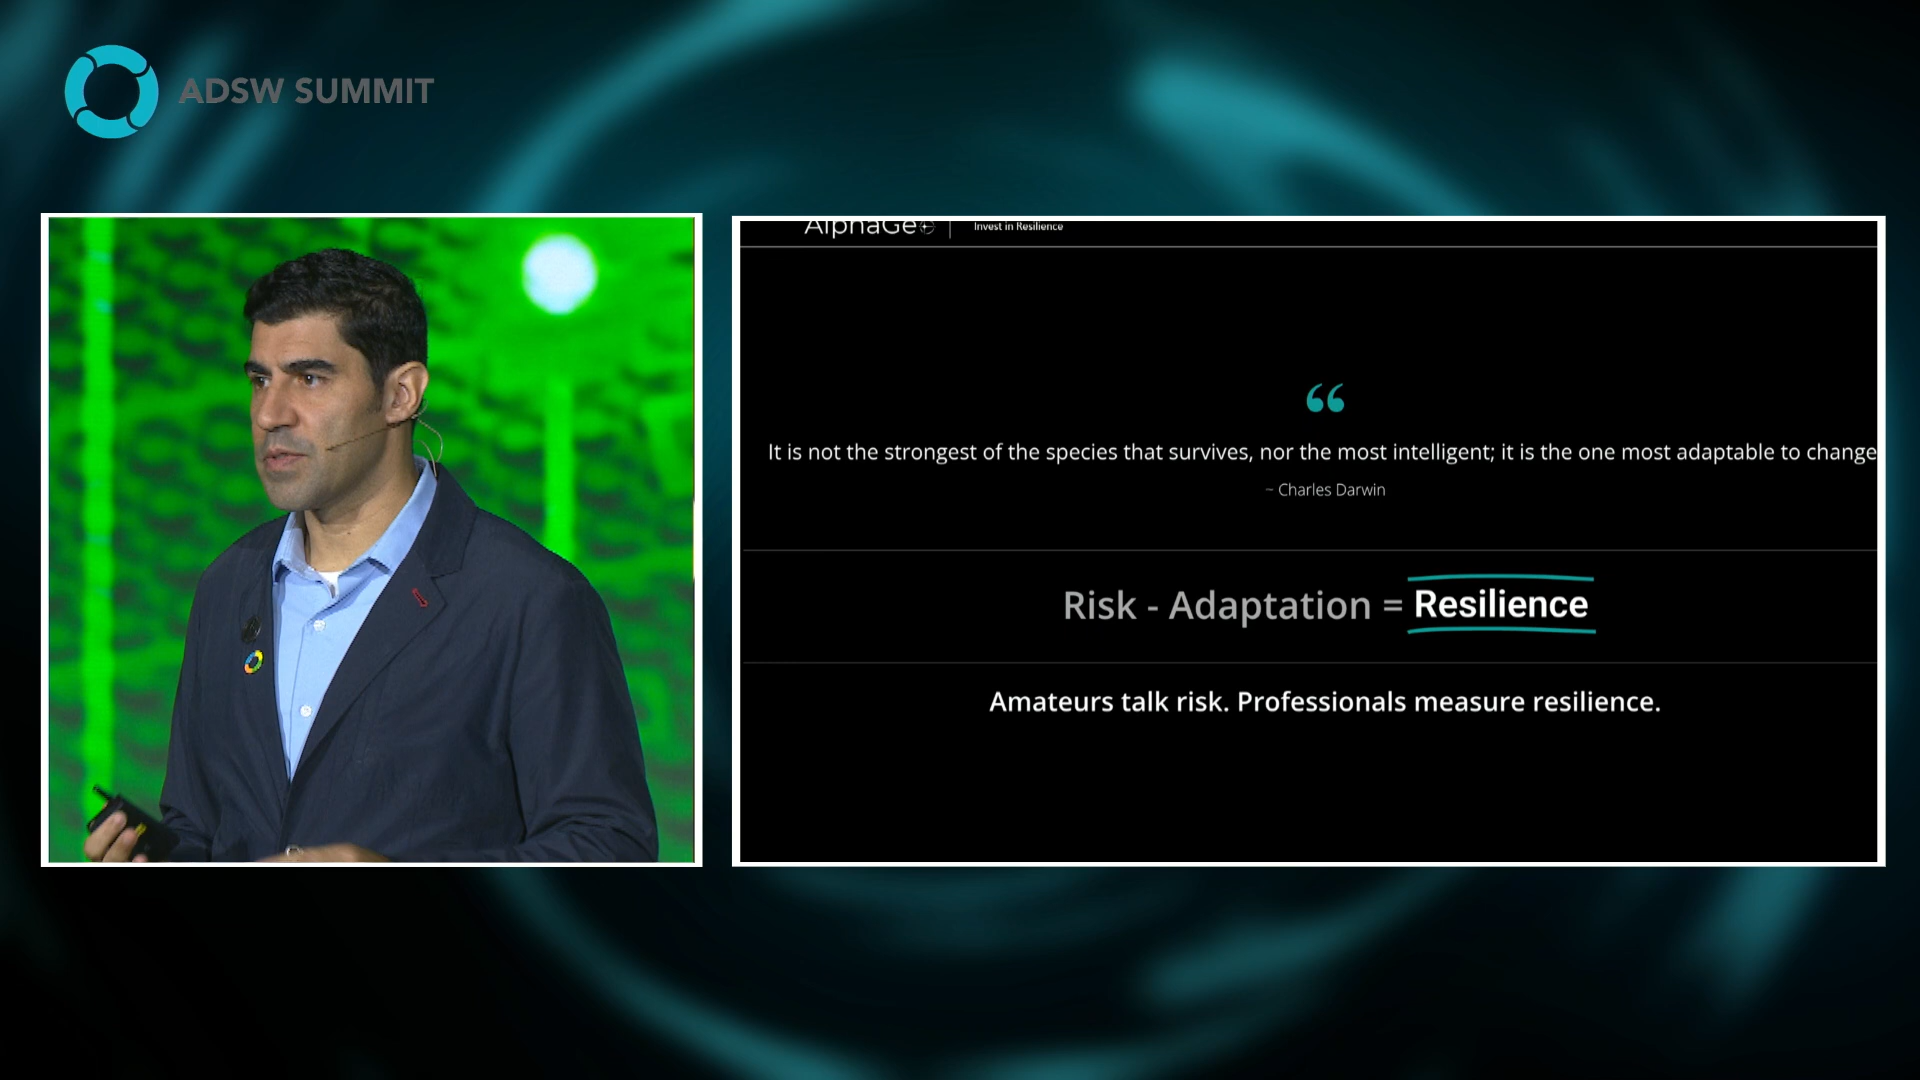 ADSW SUMMIT
AlphaGeo
Invest in Resilience
“
It is not the strongest of the species that survives, nor the most intelligent; it is the one most adaptable to change
~ Charles Darwin
Risk - Adaptation = Resilience
Amateurs talk risk. Professionals measure resilience.